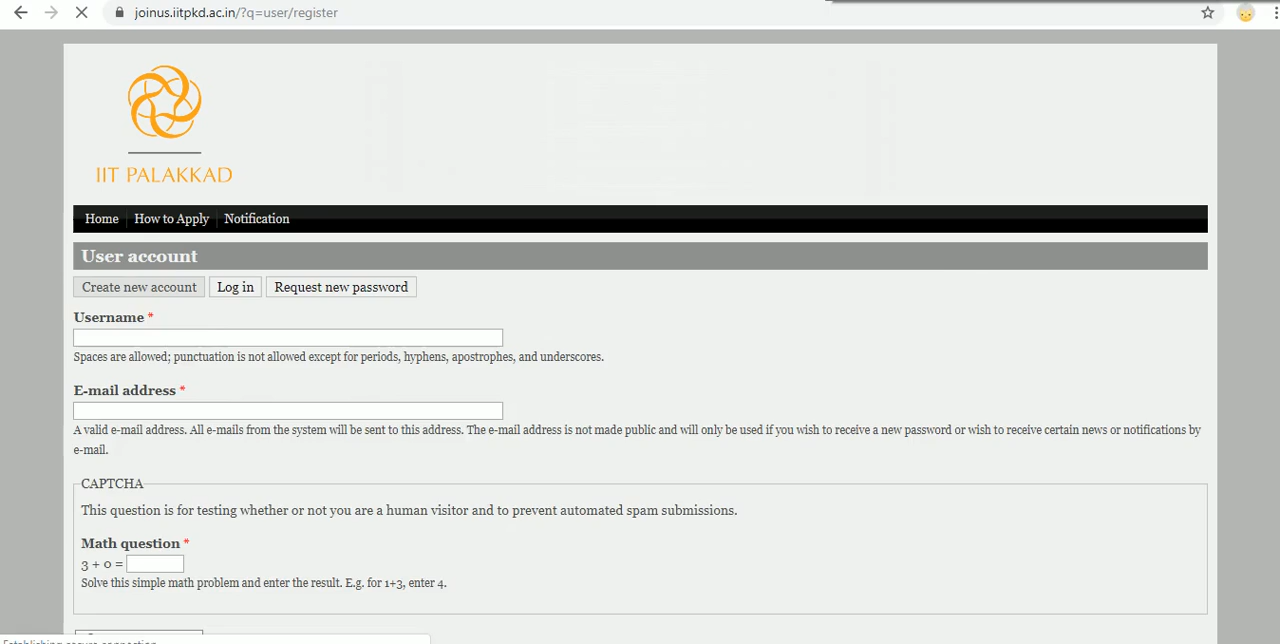 joinus.iitpkd.ac.in/?q=user/register
IIT PALAKKAD
Home How to Apply Notification
User account
Create new account Log in Request new password
Username *
Spaces are allowed; punctuation is not allowed except for periods, hyphens, apostrophes, and underscores.
E-mail address *
A valid e-mail address. All e-mails from the system will be sent to this address. The e-mail address is not made public and will only be used if you wish to receive a new password or wish to receive certain news or notifications by
e-mail.
CAPTCHA
This question is for testing whether or not you are a human visitor and to prevent automated spam submissions.
Math question *
3 + 0 =
Solve this simple math problem and enter the result. E.g. for 1+3, enter 4.
Establishing secure connection